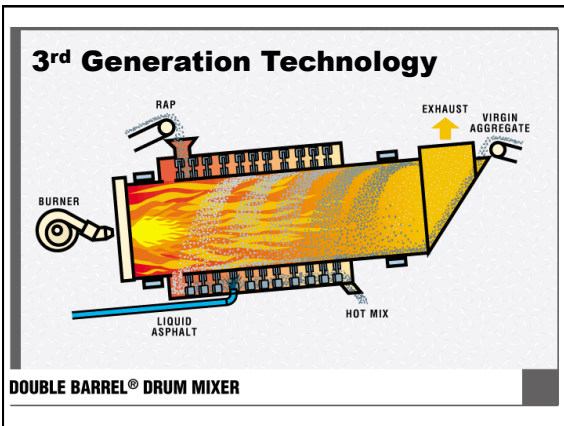 3rd Generation Technology
RAP
EXHAUST
VIRGIN
AGGREGATE
BURNER
LIQUID
ASPHALT
HOT MIX
DOUBLE BARREL® DRUM MIXER